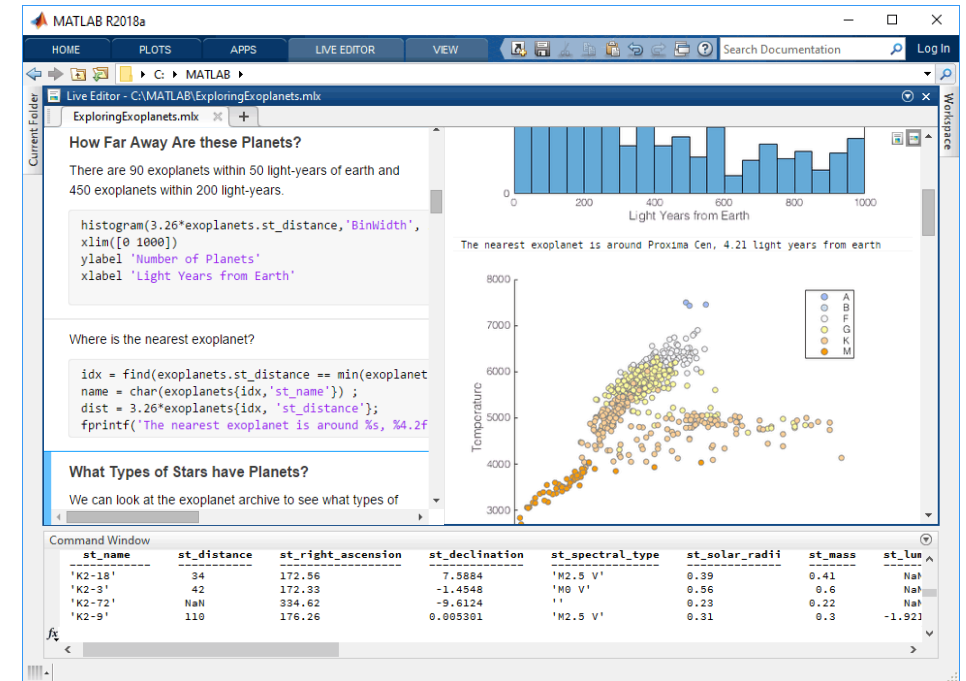 MATLAB R2018a
HOME PLOTS APPS LIVE EDITOR VIEW Search Documentation Log In
C: MATLAB
Current Folder
Live Editor - C:\MATLAB\ExploringExoplanets.mlx
Workspace
ExploringExoplanets.mlx
How Far Away Are these Planets?
There are 90 exoplanets within 50 light-years of earth and
450 exoplanets within 200 light-years.
histogram(3.26*exoplanets.st_distance,'BinWidth',
xlim([0 1000])
ylabel 'Number of Planets'
xlabel 'Light Years from Earth'
Where is the nearest exoplanet?
idx = find(exoplanets.st_distance == min(exoplanet
name = char(exoplanets{idx,'st_name'}) ;
dist = 3.26*exoplanets{idx, 'st_distance'};
fprintf('The nearest exoplanet is around %s, %4.2f
What Types of Stars have Planets?
We can look at the exoplanet archive to see what types of
0
0 200 400 600 800 1000
Light Years from Earth
The nearest exoplanet is around Proxima Cen, 4.21 light years from earth
8000
7000
6000
5000
4000
3000
Temperature
A
B
F
G
K
M
Command Window
st_name st_distance st_right_ascension st_declination st_spectral_type st_solar_radii st_mass st_lum
'K2-18' 34 172.56 7.5884 'M2.5 V' 0.39 0.41 NaN
'K2-3' 42 172.33 -1.4548 'M0 V' 0.56 0.6 NaN
'K2-72' NaN 334.62 -9.6124 '' 0.23 0.22 NaN
'K2-9' 110 176.26 0.005301 'M2.5 V' 0.31 0.3 -1.921
fx